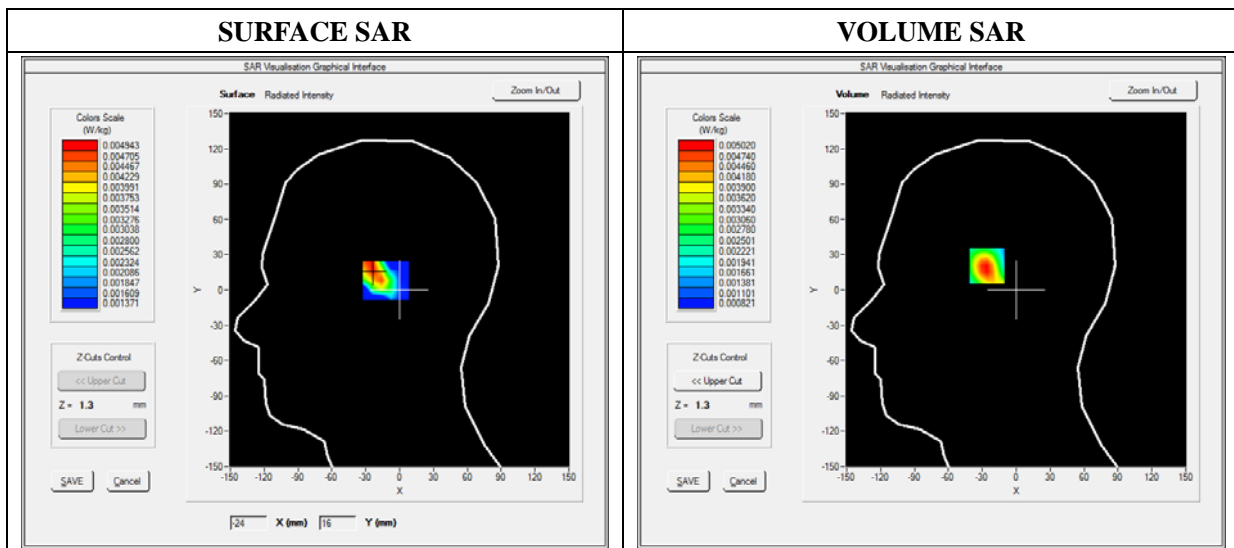 SURFACE SAR
VOLUME SAR
SAR Visualisation Graphical Interface
Surface Radiated Intensity
Zoom In/Out
Colors Scale
(W/kg)
0.004943
0.004705
0.004467
0.004229
0.003991
0.003753
0.003514
0.003276
0.003038
0.002800
0.002562
0.002324
0.002086
0.001847
0.001609
0.001371
Z-Cuts Control
<< Upper Cut
Z = 1.3 mm
Lower Cut >>
SAVE Cancel
150
120
90
60
30
0
-30
-60
-90
-120
-150
Y
-150 -120 -90 -60 -30 0 30 60 90 120 150
X
-24 X (mm) 16 Y (mm)
SAR Visualisation Graphical Interface
Volume Radiated Intensity
Zoom In/Out
Colors Scale
(W/kg)
0.005020
0.004740
0.004460
0.004180
0.003900
0.003620
0.003340
0.003060
0.002780
0.002501
0.002221
0.001941
0.001661
0.001381
0.001101
0.000821
Z-Cuts Control
<< Upper Cut
Z = 1.3 mm
Lower Cut >>
SAVE Cancel
150
120
90
60
30
0
-30
-60
-90
-120
-150
Y
-150 -120 -90 -60 -30 0 30 60 90 120 150
X